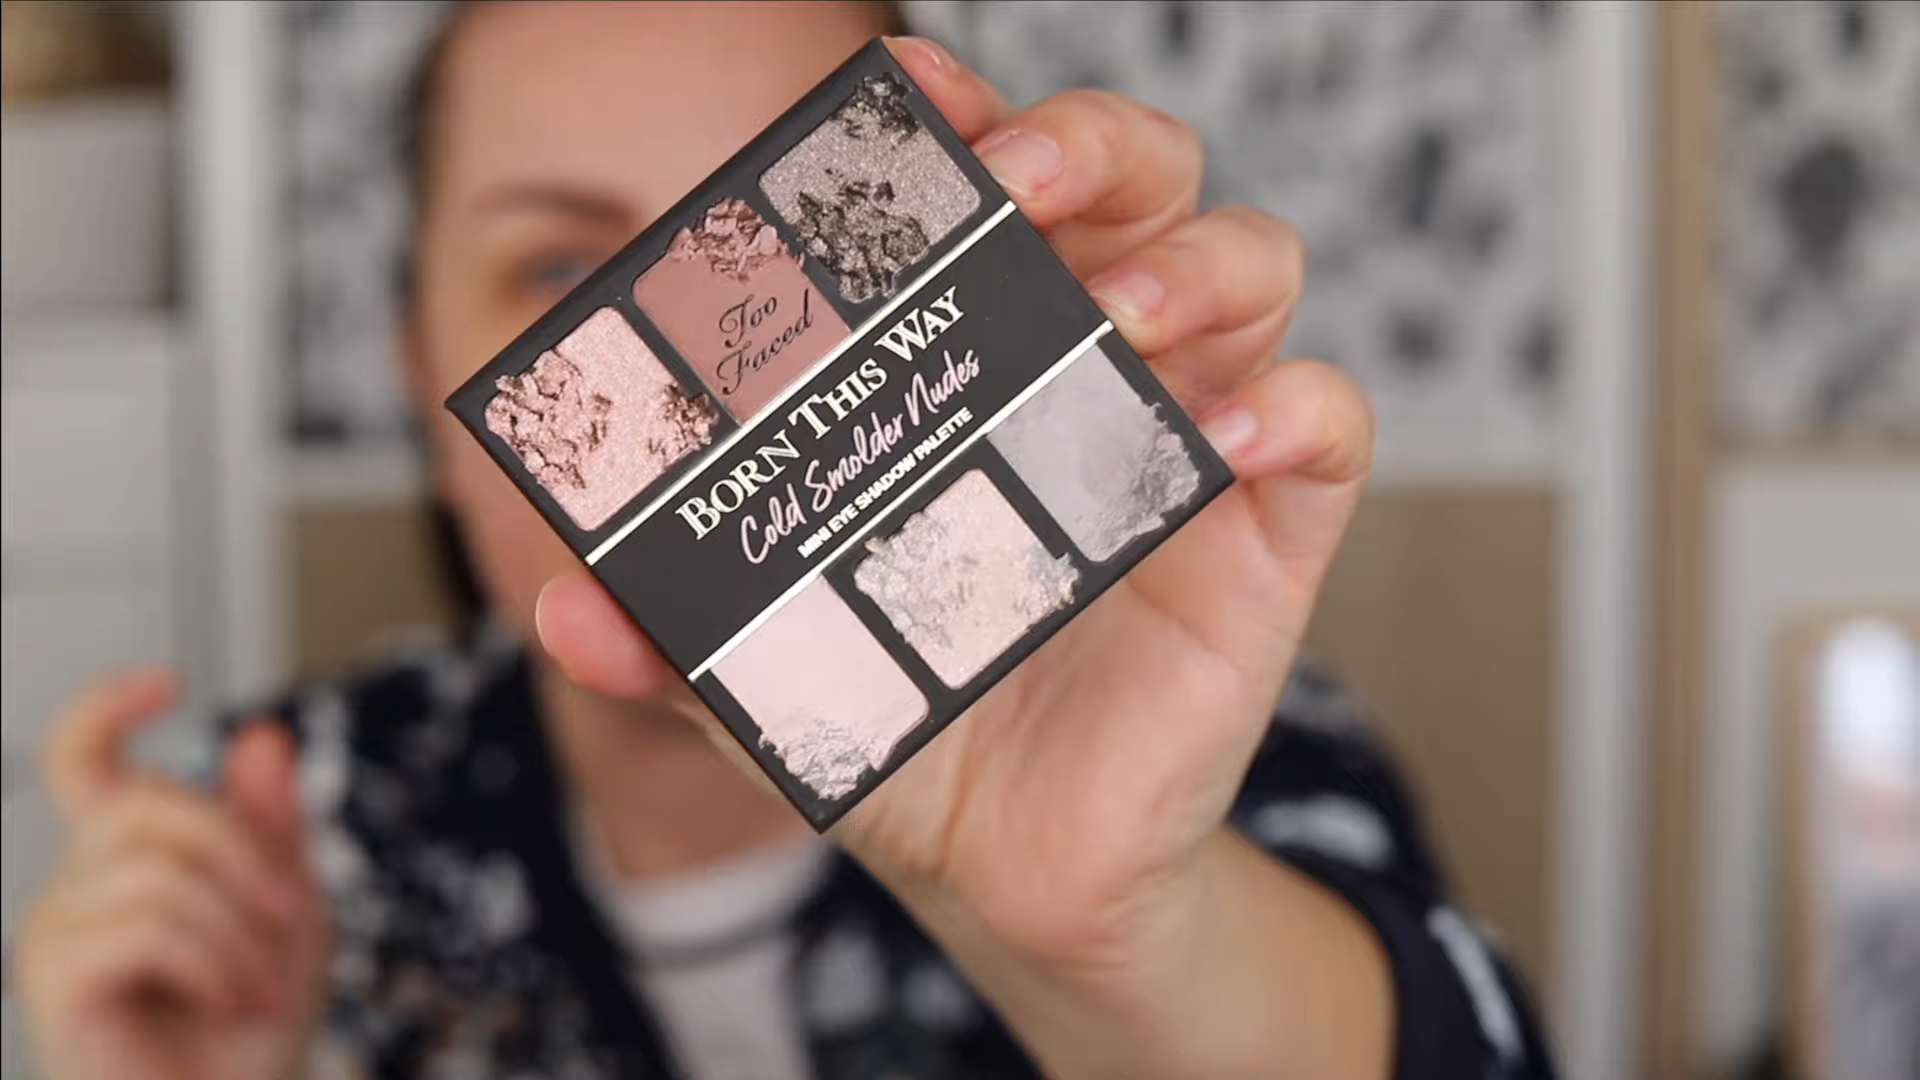 Too
Faced
BORN THIS WAY
Cold Smolder Nudes
MINI EYE SHADOW PALETTE